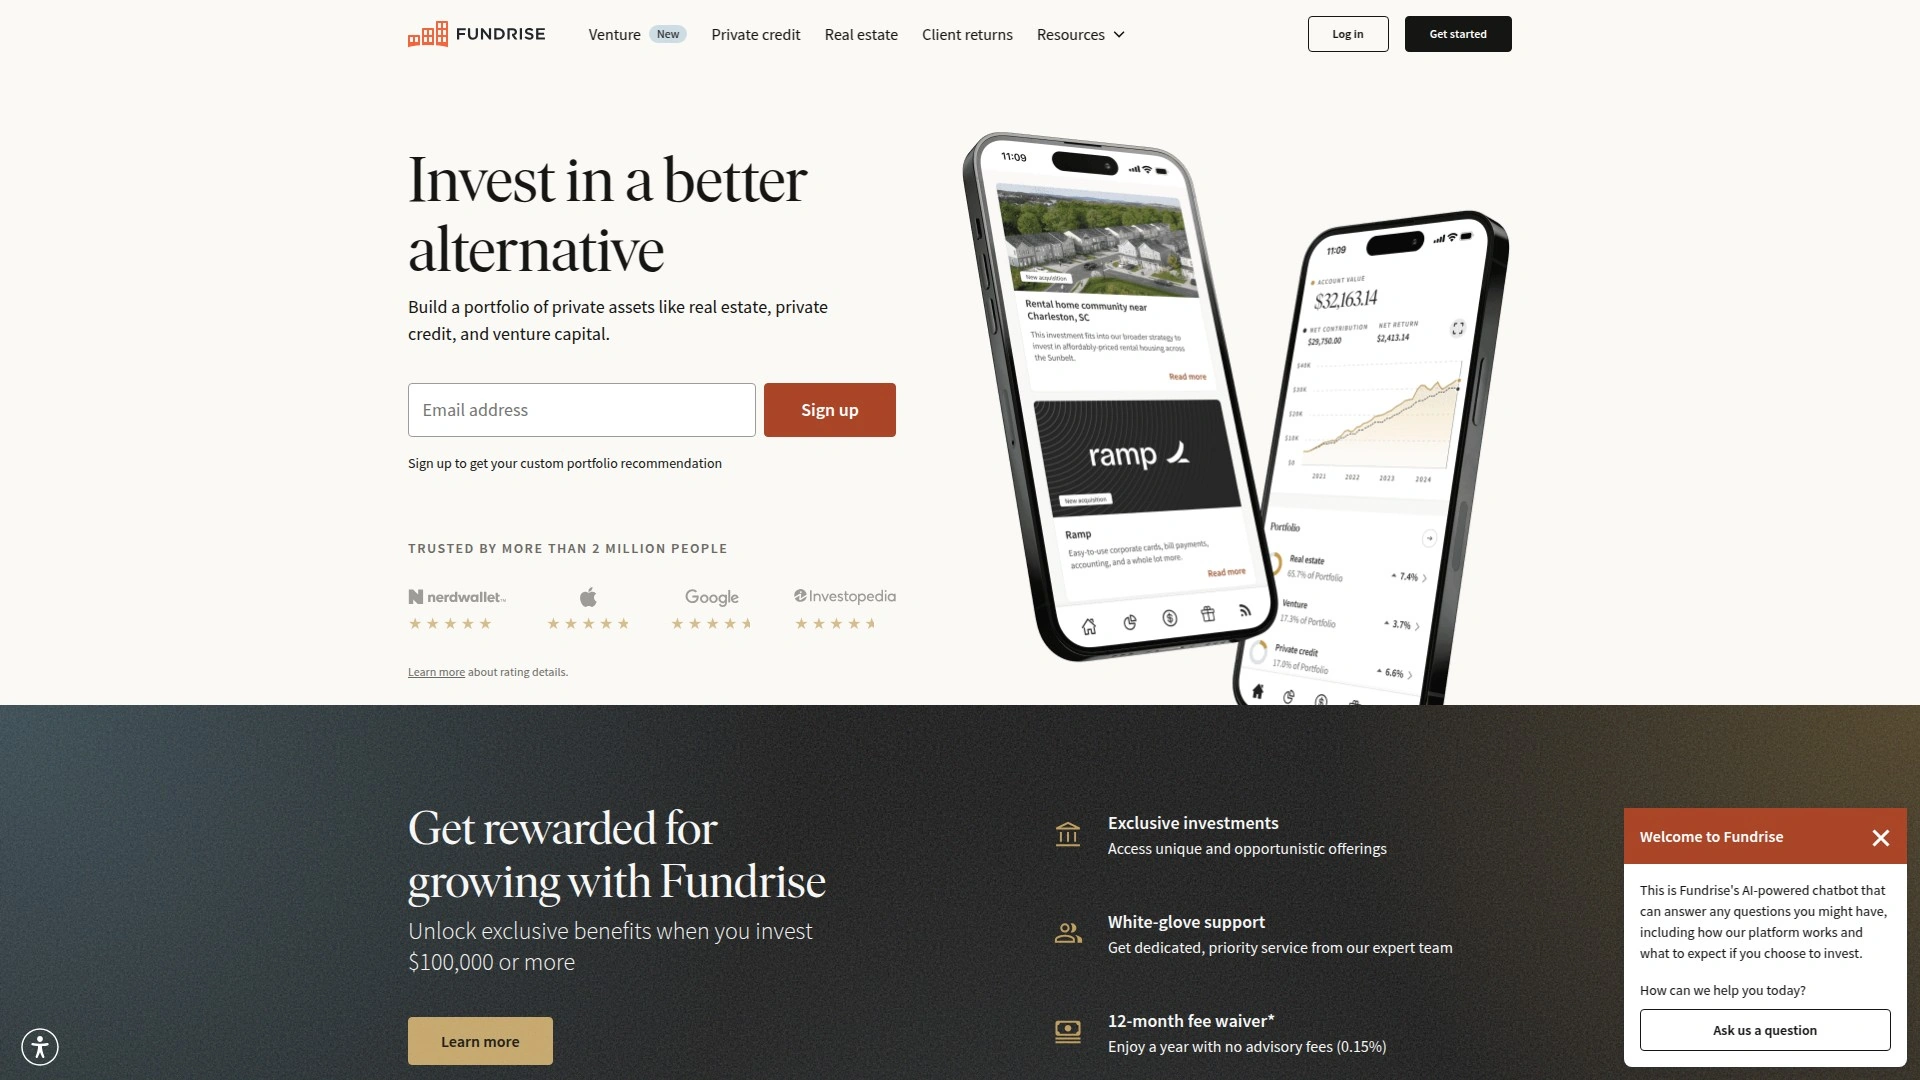 FUNDRISE
Venture New Private credit Real estate Client returns Resources
Log in
Get started
Invest in a better
alternative
Build a portfolio of private assets like real estate, private
credit, and venture capital.
Email address
Sign up
Sign up to get your custom portfolio recommendation
TRUSTED BY MORE THAN 2 MILLION PEOPLE
nerdwallet
Google
Investopedia
Learn more about rating details.
11:09
New acquisition
Rental home community near
Charleston, SC
This investment fits into our broader strategy to
invest in affordably-priced rental housing across
the Sunbelt.
Read more
ramp
New acquisition
Ramp
Easy-to-use corporate cards, bill payments,
accounting, and a whole lot more.
Read more
11:09
ACCOUNT VALUE
$32,163.14
NET CONTRIBUTION NET RETURN
$29,750.00 $2,413.14
$40K
$30K
$20K
$10K
$0
2021 2022 2023 2024
Portfolio
Real estate
65.7% of Portfolio
7.4%
Venture
17.3% of Portfolio
3.7%
Private credit
17.0% of Portfolio
6.6%
Get rewarded for
growing with Fundrise
Unlock exclusive benefits when you invest
$100,000 or more
Learn more
Exclusive investments
Access unique and opportunistic offerings
White-glove support
Get dedicated, priority service from our expert team
12-month fee waiver*
Enjoy a year with no advisory fees (0.15%)
Welcome to Fundrise
This is Fundrise's AI-powered chatbot that
can answer any questions you might have,
including how our platform works and
what to expect if you choose to invest.
How can we help you today?
Ask us a question